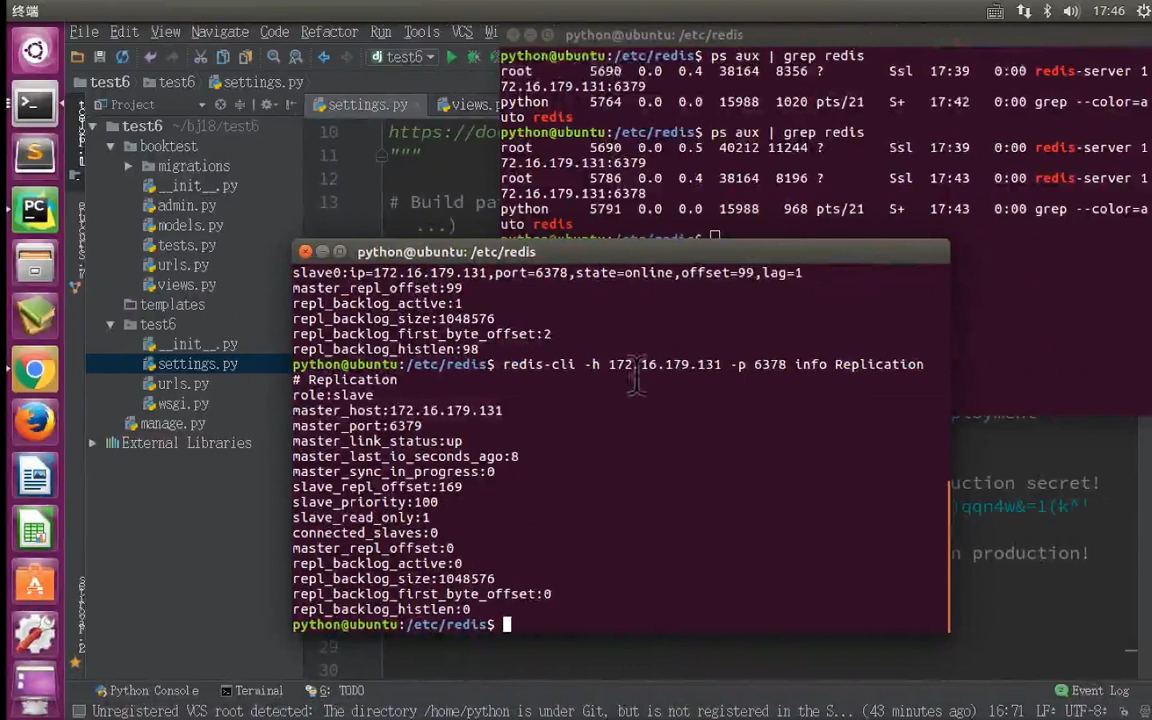 终端
17:46
File Edit View Navigate Code Refactor Run Tools VCS Wi
test6
test6 test6 settings.py
Project
settings.py views.p
test6 ~/bj18/test6
booktest
migrations
__init__.py
admin.py
models.py
tests.py
urls.py
views.py
templates
test6
__init__.py
settings.py
urls.py
wsgi.py
manage.py
External Libraries
10 https://do
11 """
12
13 # Build pa
...)
python@ubuntu: /etc/redis
python@ubuntu:/etc/redis$ ps aux | grep redis
root 5690 0.0 0.4 38164 8356 ? Ssl 17:39 0:00 redis-server 1
72.16.179.131:6379
python 5764 0.0 0.0 15988 1020 pts/21 S+ 17:42 0:00 grep --color=a
uto redis
python@ubuntu:/etc/redis$ ps aux | grep redis
root 5690 0.0 0.5 40212 11244 ? Ssl 17:39 0:00 redis-server 1
72.16.179.131:6379
root 5786 0.0 0.4 38164 8196 ? Ssl 17:43 0:00 redis-server 1
72.16.179.131:6378
python 5791 0.0 0.0 15988 968 pts/21 S+ 17:43 0:00 grep --color=a
uto redis
python@ubuntu: /etc/redis
slave0:ip=172.16.179.131,port=6378,state=online,offset=99,lag=1
master_repl_offset:99
repl_backlog_active:1
repl_backlog_size:1048576
repl_backlog_first_byte_offset:2
repl_backlog_histlen:98
python@ubuntu:/etc/redis$ redis-cli -h 172.16.179.131 -p 6378 info Replication
# Replication
role:slave
master_host:172.16.179.131
master_port:6379
master_link_status:up
master_last_io_seconds_ago:8
master_sync_in_progress:0
slave_repl_offset:169
slave_priority:100
slave_read_only:1
connected_slaves:0
master_repl_offset:0
repl_backlog_active:0
repl_backlog_size:1048576
repl_backlog_first_byte_offset:0
repl_backlog_histlen:0
python@ubuntu:/etc/redis$
uction secret!
)qqn4w&=l(k^'
n production!
29
30
Python Console Terminal 6: TODO Event Log
Unregistered VCS root detected: The directory /home/python is under Git, but is not registered in the S... (43 minutes ago) 16:71 LF÷ UTF-8÷